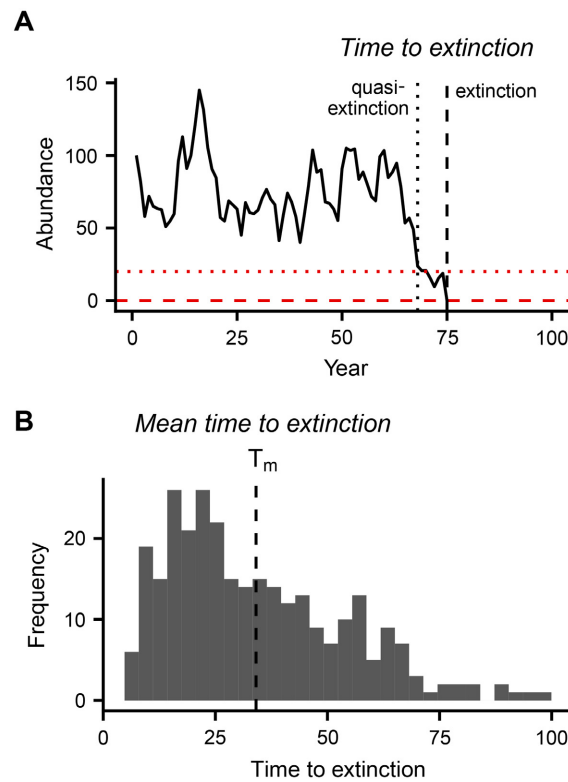 A
Time to extinction
quasi-
extinction
extinction
150
100
50
0
Abundance
0 25 50 75 100
Year
B
Mean time to extinction
Tₘ
20
10
0
Frequency
0 25 50 75 100
Time to extinction